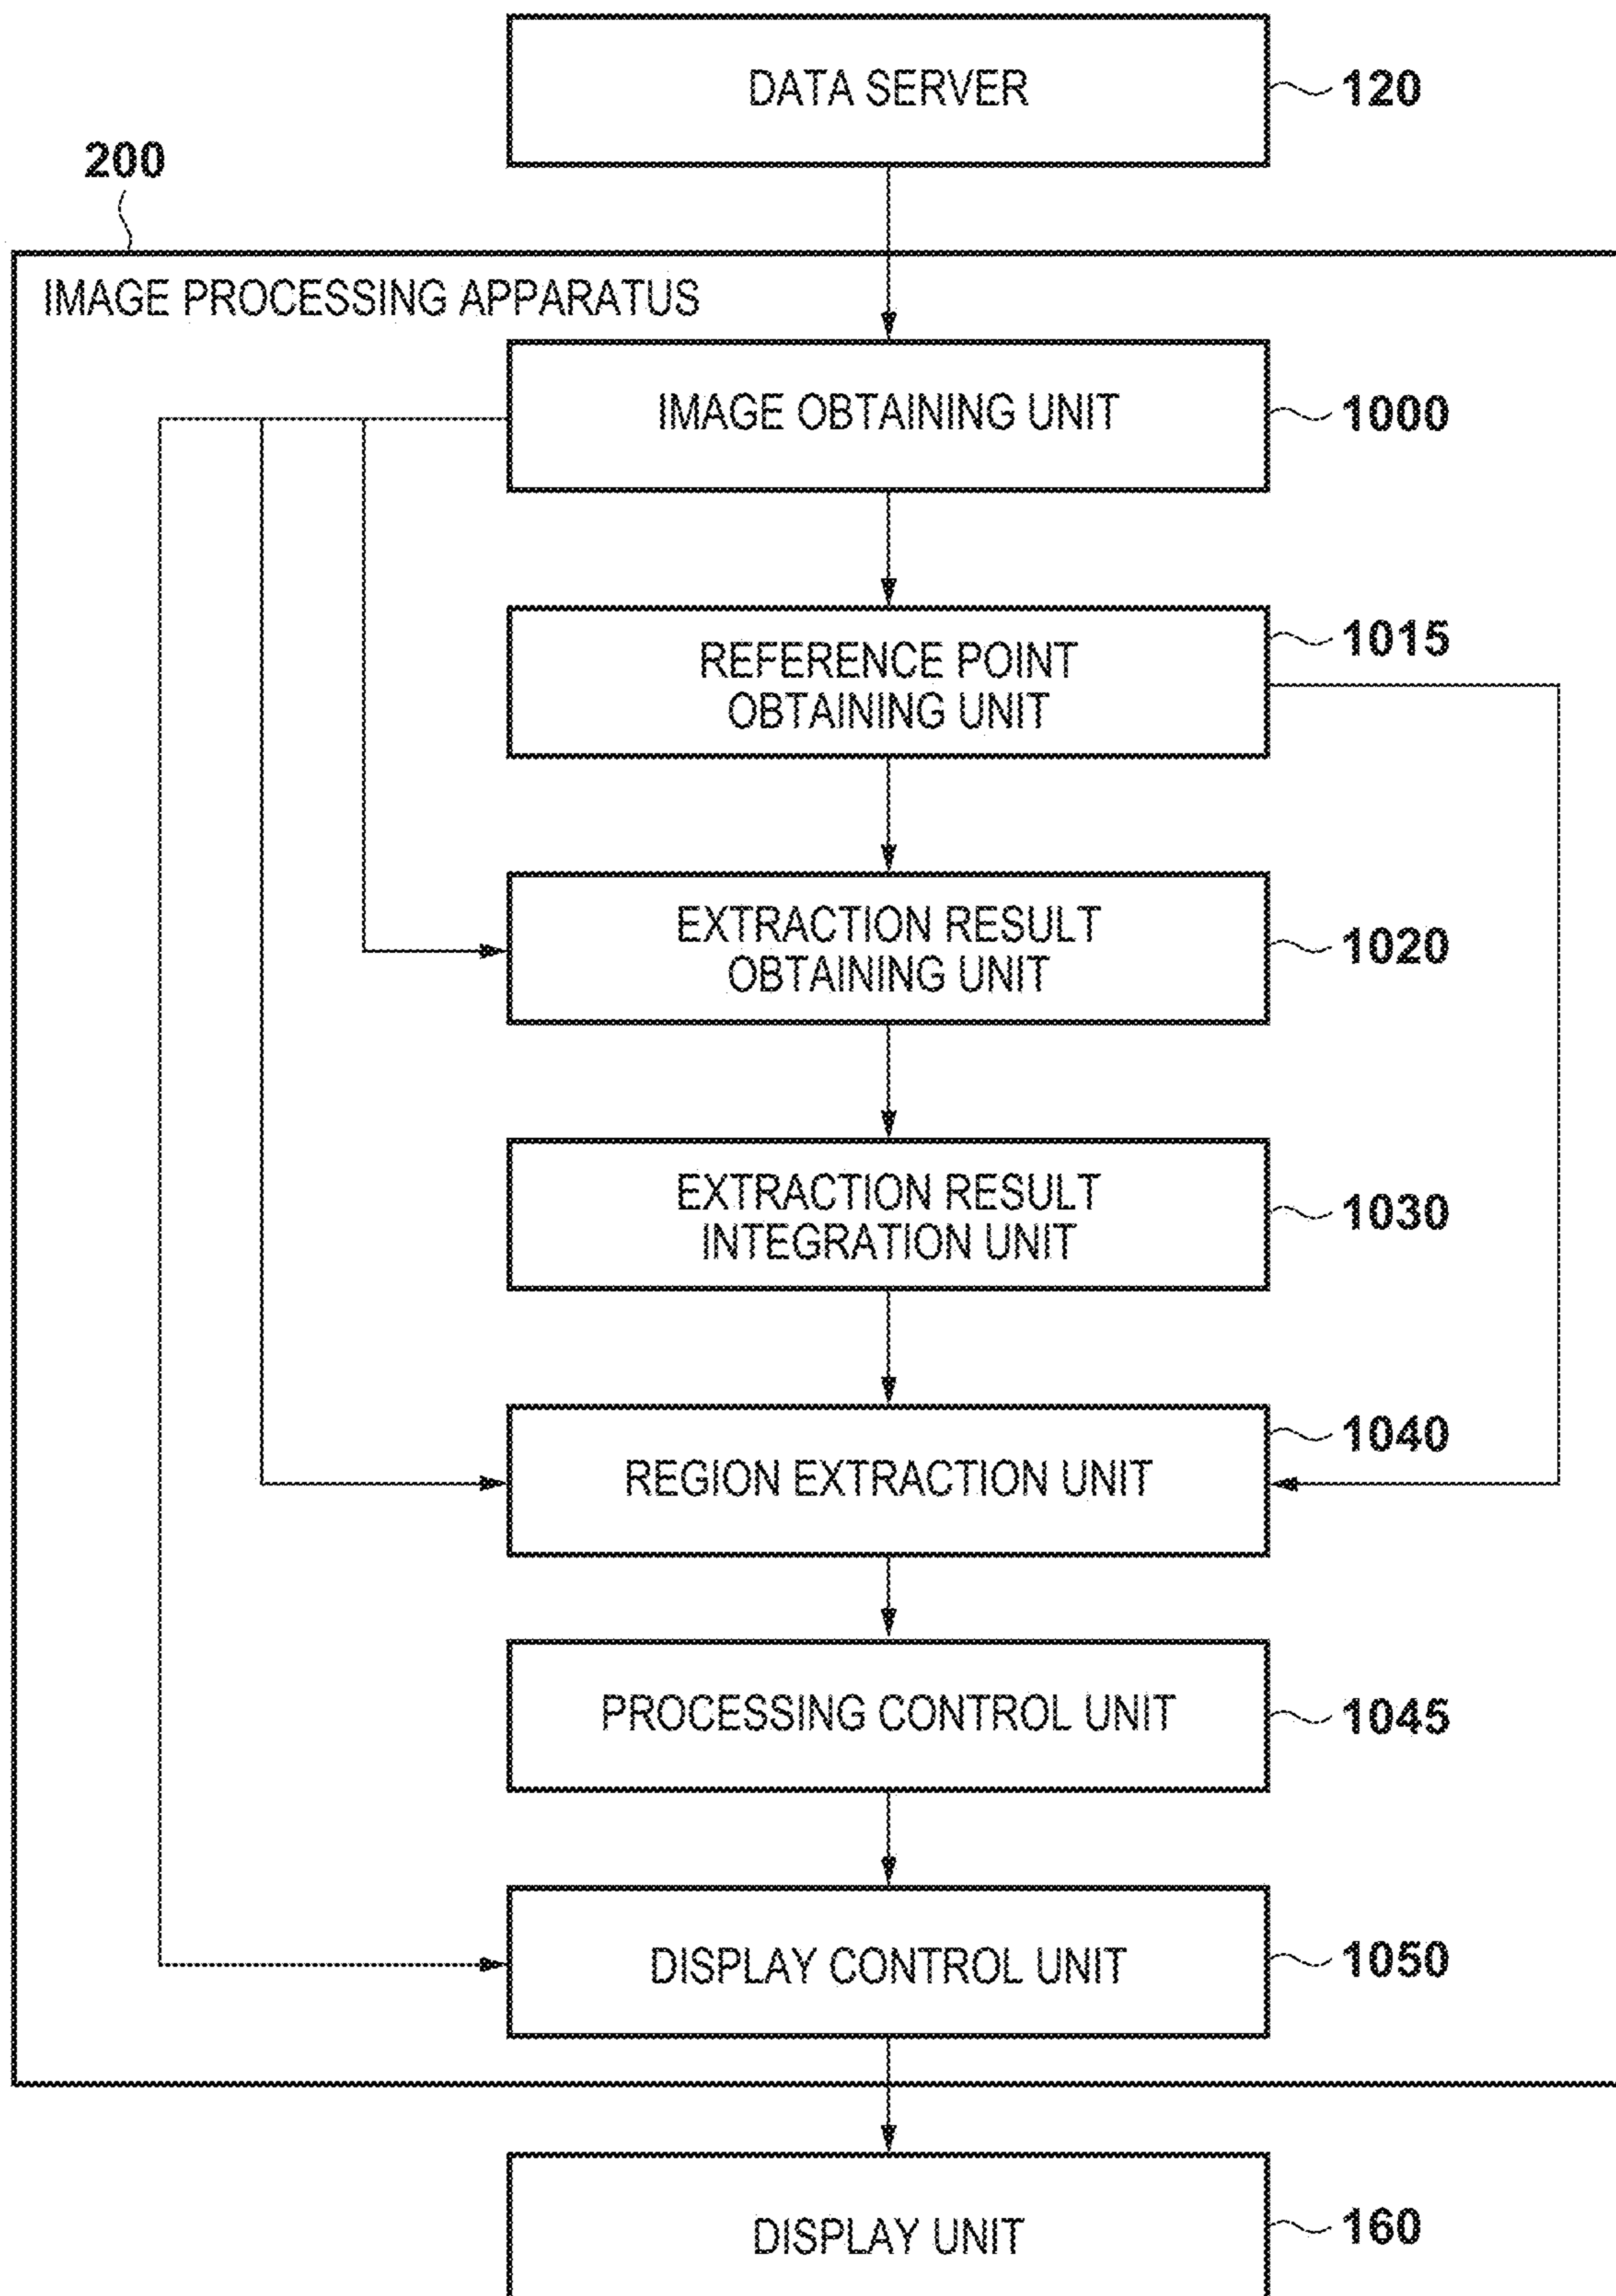 DATA SERVER
120
200
IMAGE PROCESSING APPARATUS
IMAGE OBTAINING UNIT
1000
REFERENCE POINT
OBTAINING UNIT
1015
EXTRACTION RESULT
OBTAINING UNIT
1020
EXTRACTION RESULT
INTEGRATION UNIT
1030
REGION EXTRACTION UNIT
1040
PROCESSING CONTROL UNIT
1045
DISPLAY CONTROL UNIT
1050
DISPLAY UNIT
160